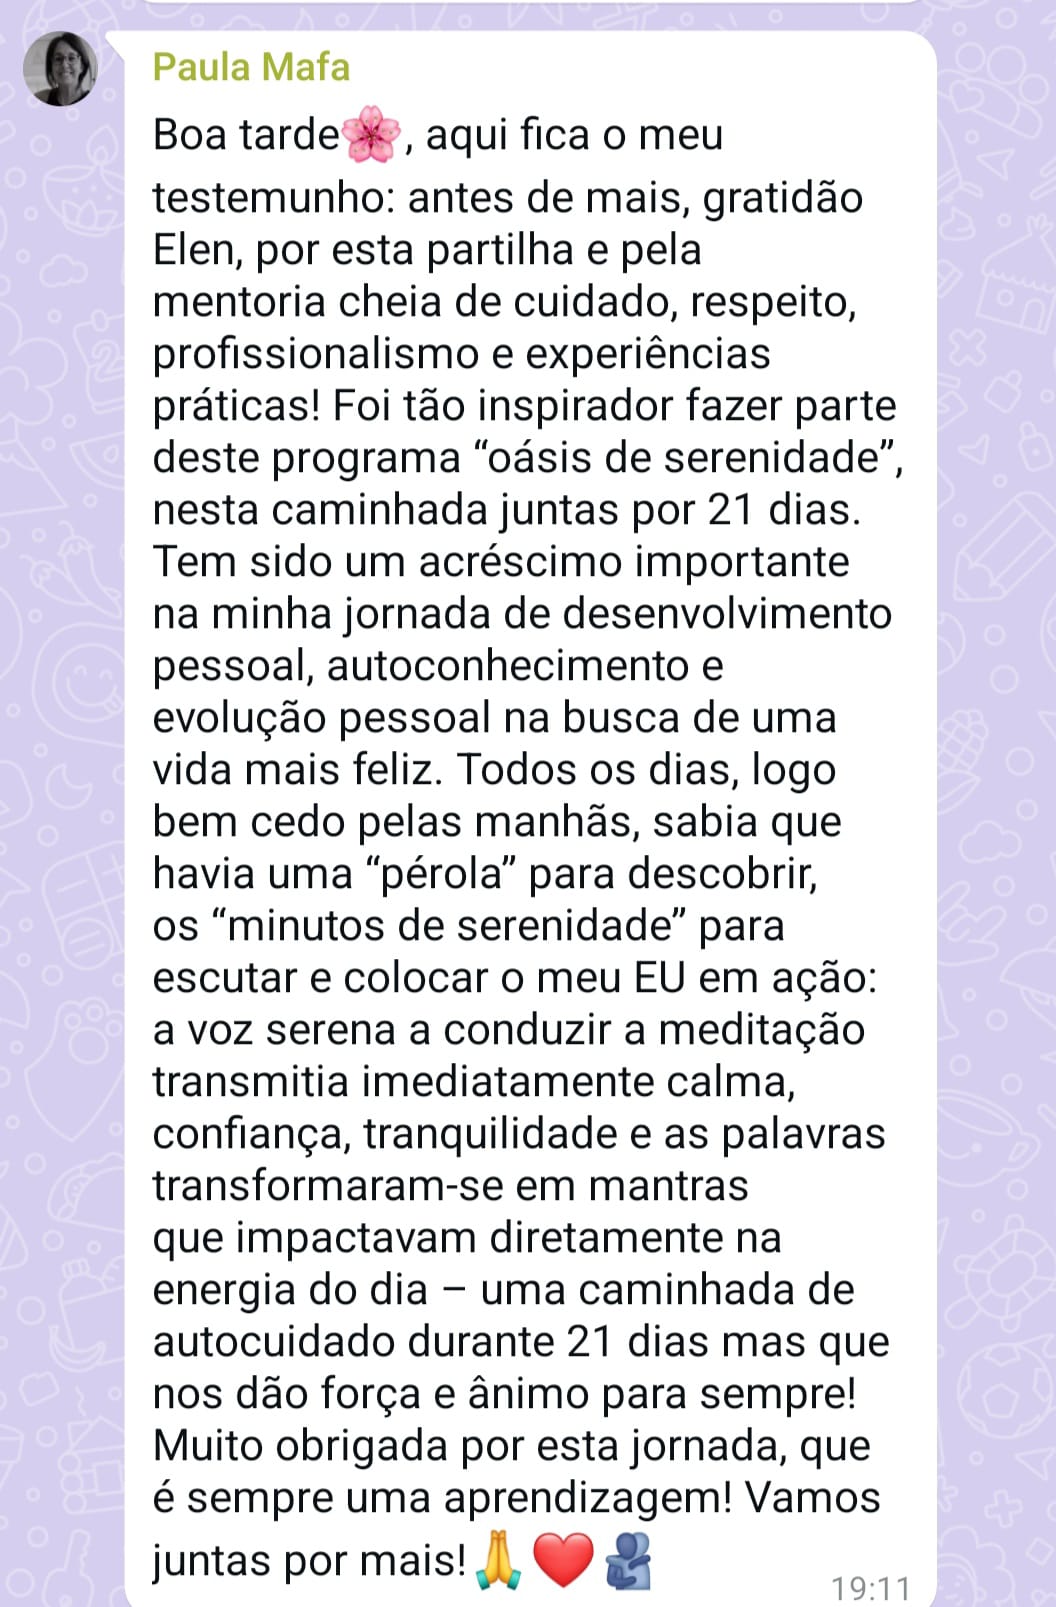 Paula Mafa
Boa tarde🌸, aqui fica o meu
testemunho: antes de mais, gratidão
Elen, por esta partilha e pela
mentoria cheia de cuidado, respeito,
profissionalismo e experiências
práticas! Foi tão inspirador fazer parte
deste programa “oásis de serenidade”,
nesta caminhada juntas por 21 dias.
Tem sido um acréscimo importante
na minha jornada de desenvolvimento
pessoal, autoconhecimento e
evolução pessoal na busca de uma
vida mais feliz. Todos os dias, logo
bem cedo pelas manhãs, sabia que
havia uma “pérola” para descobrir,
os “minutos de serenidade” para
escutar e colocar o meu EU em ação:
a voz serena a conduzir a meditação
transmitia imediatamente calma,
confiança, tranquilidade e as palavras
transformaram-se em mantras
que impactavam diretamente na
energia do dia – uma caminhada de
autocuidado durante 21 dias mas que
nos dão força e ânimo para sempre!
Muito obrigada por esta jornada, que
é sempre uma aprendizagem! Vamos
juntas por mais!🙏❤️🫂
19:11